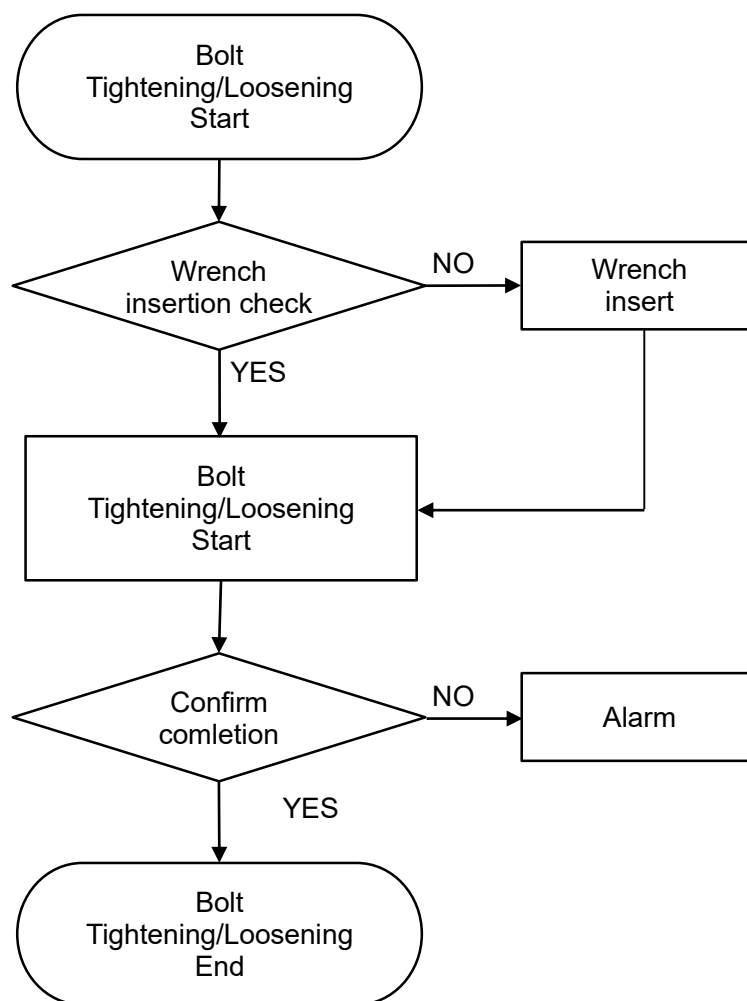 Bolt
Tightening/Loosening
Start
Wrench
insertion check
NO
Wrench
insert
YES
Bolt
Tightening/Loosening
Start
Confirm
comletion
NO
Alarm
YES
Bolt
Tightening/Loosening
End